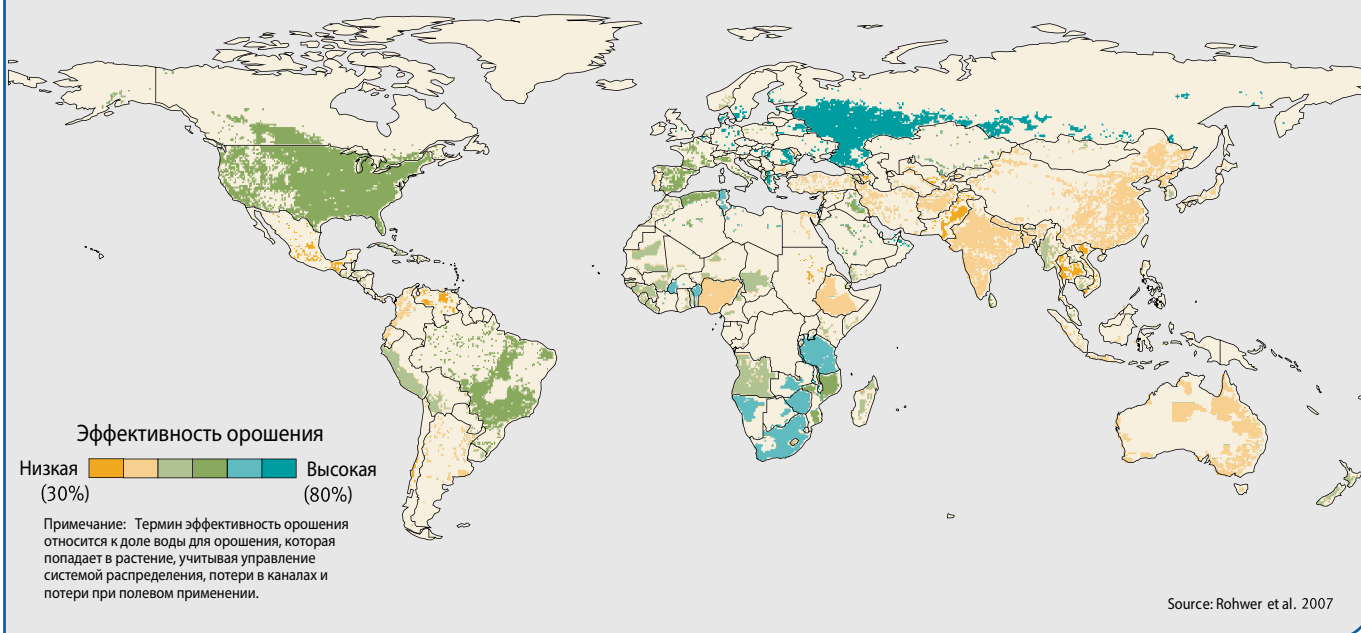 Эффективность орошения
Низкая
Высокая
(30%)
(80%)
Примечание: Термин эффективность орошения
относится к доле воды для орошения, которая
попадает в растение, учитывая управление
системой распределения, потери в каналах и
потери при полевом применении.
Source: Rohwer et al. 2007